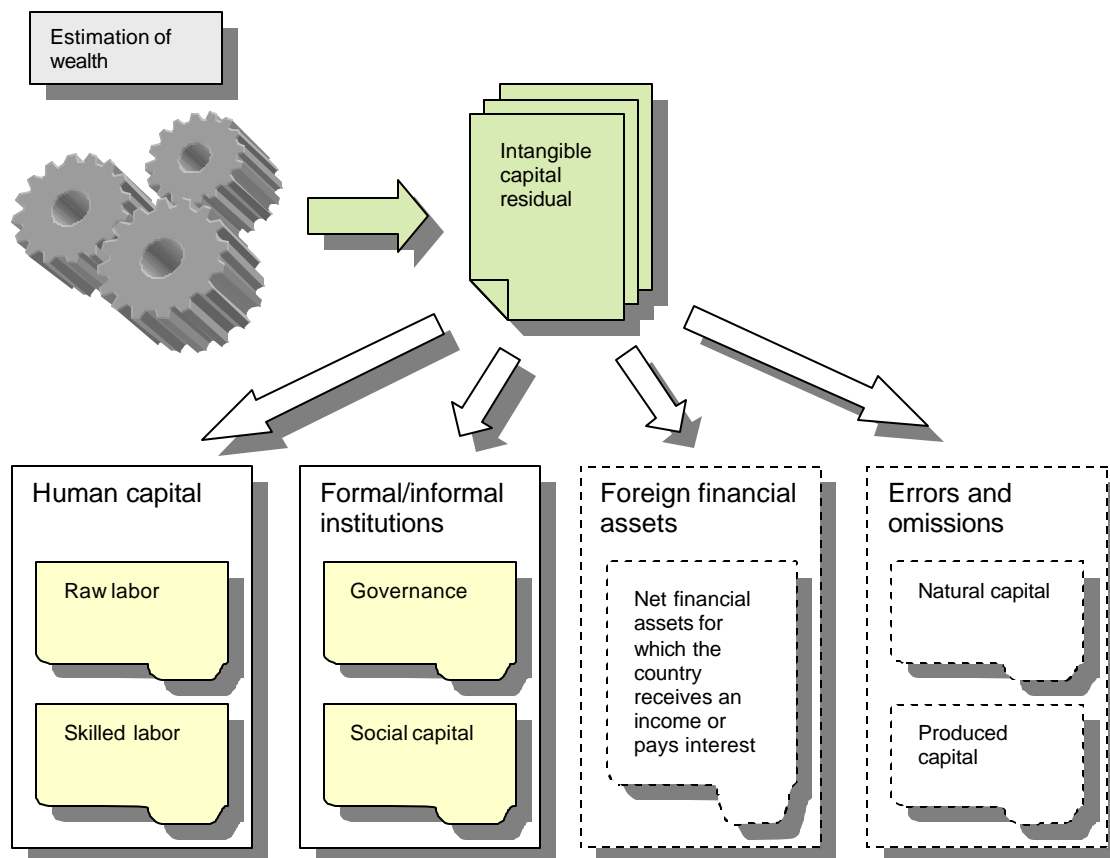 Estimation of
wealth
Intangible
capital
residual
Human capital
Raw labor
Skilled labor
Formal/informal
institutions
Governance
Social capital
Foreign financial
assets
Net financial
assets for
which the
country
receives an
income or
pays interest
Errors and
omissions
Natural capital
Produced
capital